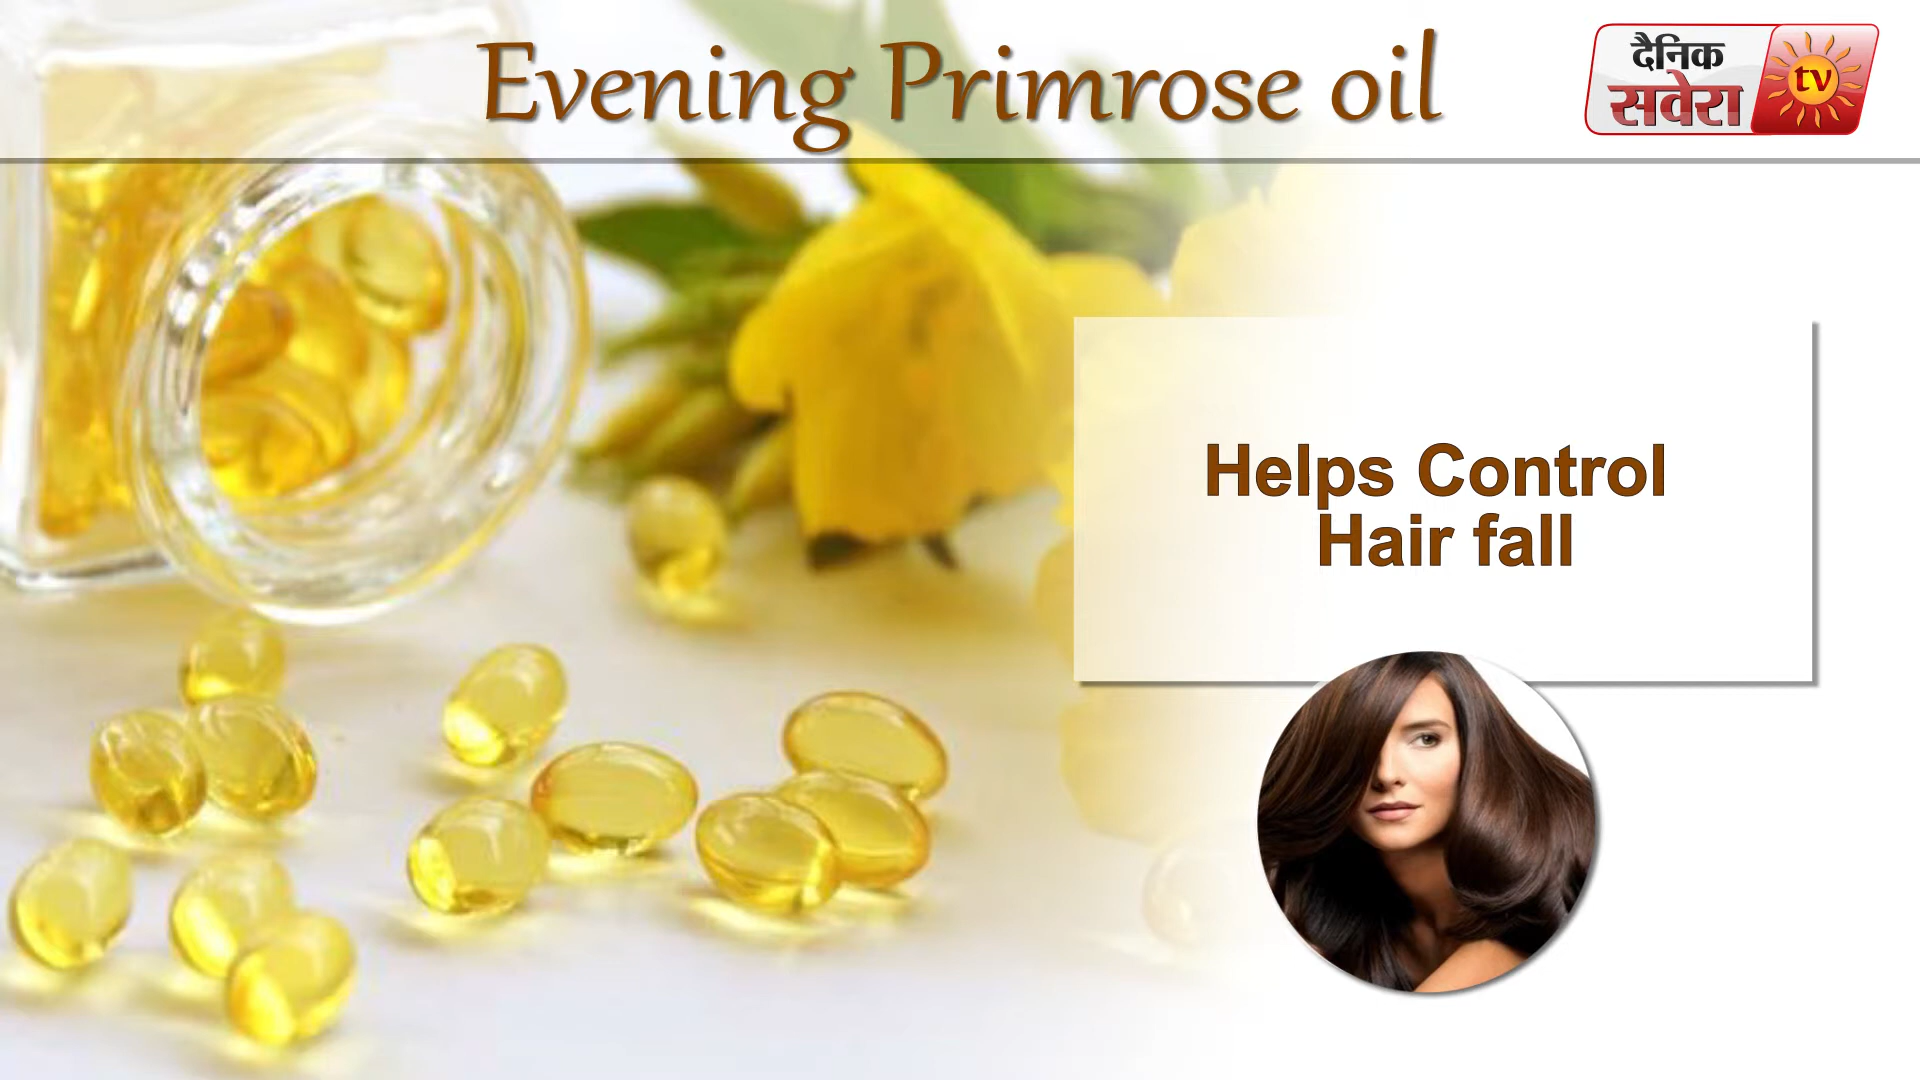 Evening Primrose oil
दैनिक
सवेरा
tv
Helps Control
Hair fall